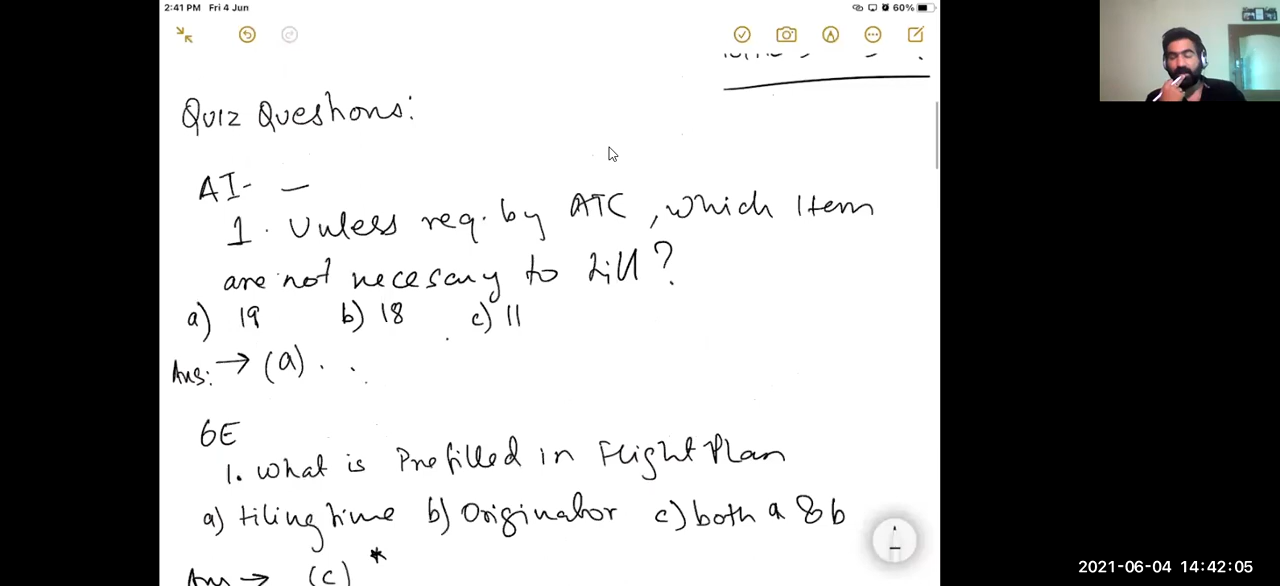 2:41 PM Fri 4 Jun
60%
Quiz Questions:
AI- —
1. Unless req. by ATC, which Item
are not necesary to fill?
a) 19 b) 18 c) 11
Ans: → (a) . .
6E
1. What is Prefilled in Flight Plan
a) filing time b) Originator c) both a & b
Ans → (c) *
2021-06-04 14:42:05